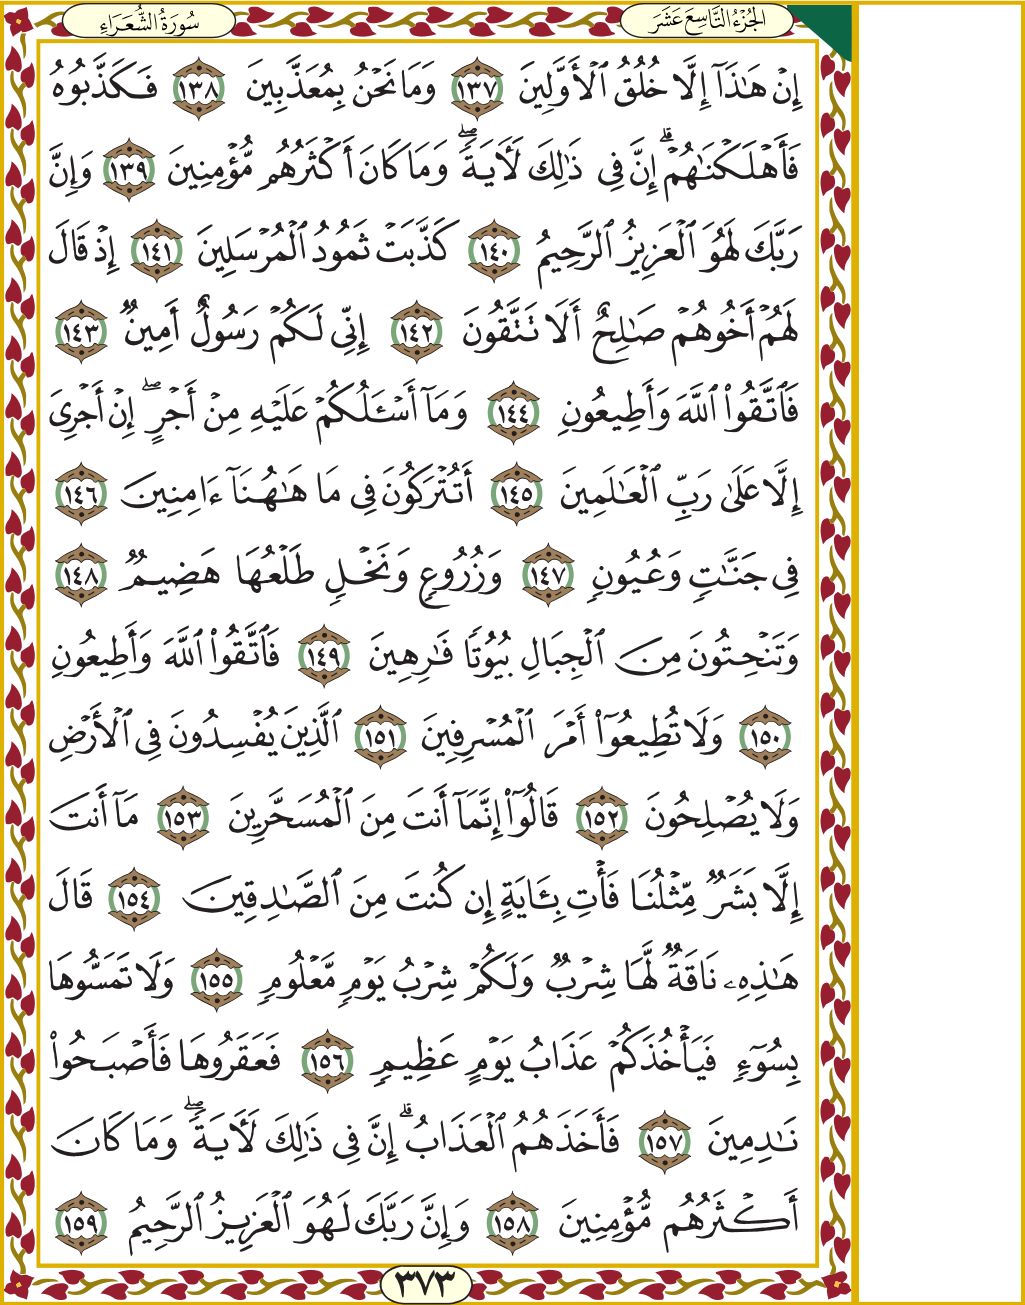 الجُزْءُ التَّاسِعَ عَشَرَ
سُورَةُ الشُّعَرَاءِ
إِنْ هَٰذَآ إِلَّا خُلُقُ ٱلْأَوَّلِينَ ١٣٧ وَمَا نَحْنُ بِمُعَذَّبِينَ ١٣٨ فَكَذَّبُوهُ
فَأَهْلَكْنَٰهُمْ ۗ إِنَّ فِى ذَٰلِكَ لَءَايَةً ۖ وَمَا كَانَ أَكْثَرُهُم مُّؤْمِنِينَ ١٣٩ وَإِنَّ
رَبَّكَ لَهُوَ ٱلْعَزِيزُ ٱلرَّحِيمُ ١٤٠ كَذَّبَتْ ثَمُودُ ٱلْمُرْسَلِينَ ١٤١ إِذْ قَالَ
لَهُمْ أَخُوهُمْ صَٰلِحٌ أَلَا تَتَّقُونَ ١٤٢ إِنِّى لَكُمْ رَسُولٌ أَمِينٌ ١٤٣
فَٱتَّقُوا۟ ٱللَّهَ وَأَطِيعُونِ ١٤٤ وَمَآ أَسْـَٔلُكُمْ عَلَيْهِ مِنْ أَجْرٍ ۖ إِنْ أَجْرِىَ
إِلَّا عَلَىٰ رَبِّ ٱلْعَٰلَمِينَ ١٤٥ أَتُتْرَكُونَ فِى مَا هَٰهُنَآ ءَامِنِينَ ١٤٦
فِى جَنَّٰتٍ وَعُيُونٍ ١٤٧ وَزُرُوعٍ وَنَخْلٍ طَلْعُهَا هَضِيمٌ ١٤٨
وَتَنْحِتُونَ مِنَ ٱلْجِبَالِ بُيُوتًا فَٰرِهِينَ ١٤٩ فَٱتَّقُوا۟ ٱللَّهَ وَأَطِيعُونِ
١٥٠ وَلَا تُطِيعُوٓا۟ أَمْرَ ٱلْمُسْرِفِينَ ١٥١ ٱلَّذِينَ يُفْسِدُونَ فِى ٱلْأَرْضِ
وَلَا يُصْلِحُونَ ١٥٢ قَالُوٓا۟ إِنَّمَآ أَنتَ مِنَ ٱلْمُسَحَّرِينَ ١٥٣ مَآ أَنتَ
إِلَّا بَشَرٌ مِّثْلُنَا فَأْتِ بِـَٔايَةٍ إِن كُنتَ مِنَ ٱلصَّٰدِقِينَ ١٥٤ قَالَ
هَٰذِهِۦ نَاقَةٌ لَّهَا شِرْبٌ وَلَكُمْ شِرْبُ يَوْمٍ مَّعْلُومٍ ١٥٥ وَلَا تَمَسُّوهَا
بِسُوٓءٍ فَيَأْخُذَكُمْ عَذَابُ يَوْمٍ عَظِيمٍ ١٥٦ فَعَقَرُوهَا فَأَصْبَحُوا۟
نَٰدِمِينَ ١٥٧ فَأَخَذَهُمُ ٱلْعَذَابُ ۗ إِنَّ فِى ذَٰلِكَ لَءَايَةً ۖ وَمَا كَانَ
أَكْثَرُهُم مُّؤْمِنِينَ ١٥٨ وَإِنَّ رَبَّكَ لَهُوَ ٱلْعَزِيزُ ٱلرَّحِيمُ ١٥٩
٣٧٣